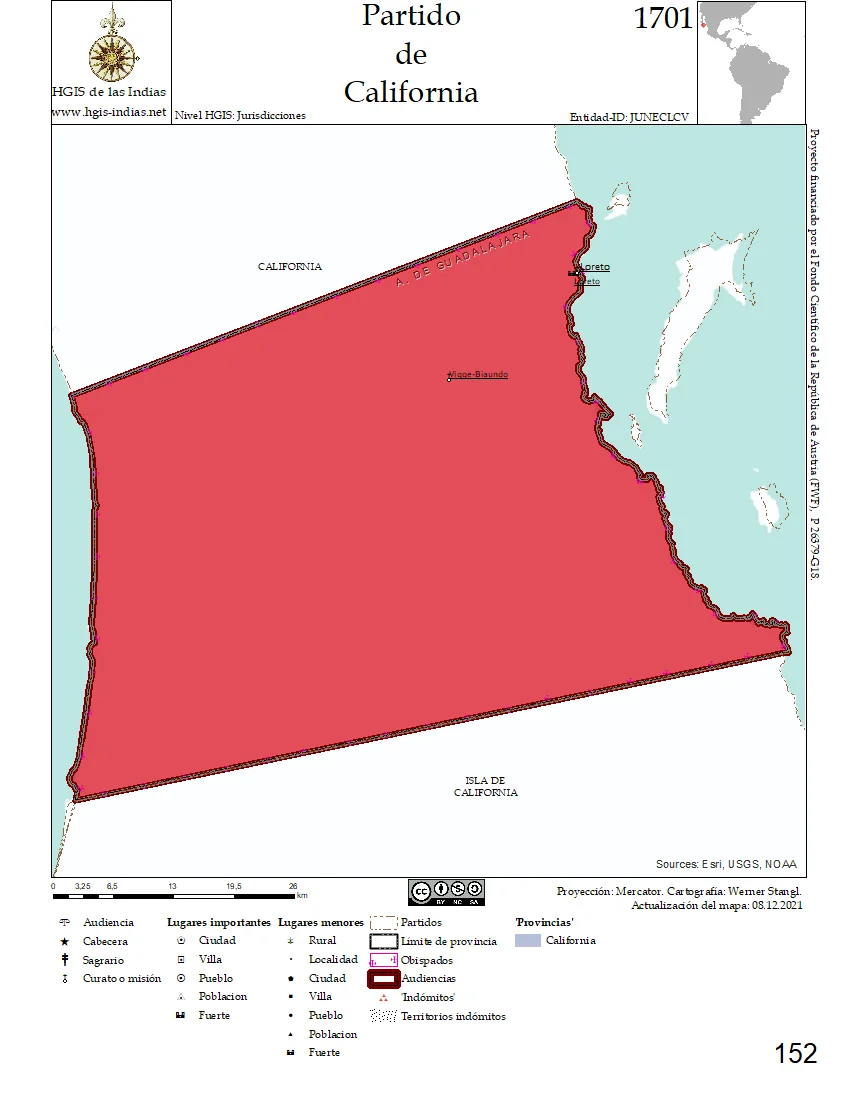 Partido
de
California
1701
HGIS de las Indias
www.hgis-indias.net
Nivel HGIS: Jurisdicciones
Entidad-ID: JUNECLCV
Proyecto financiado por el Fondo Científico de la República de Austria (FWF), P 26379-G18.
CALIFORNIA
A. DE GUADALAJARA
Loreto
Loreto
Vigge-Biaundo
ISLA DE
CALIFORNIA
Sources: Esri, USGS, NOAA
0 3,25 6,5 13 19,5 26
km
CC BY NC SA
Proyección: Mercator. Cartografía: Werner Stangl.
Actualización del mapa: 08.12.2021
Audiencia
Cabecera
Sagrario
Curato o misión
Lugares importantes
Ciudad
Villa
Pueblo
Poblacion
Fuerte
Lugares menores
Rural
Localidad
Ciudad
Villa
Pueblo
Poblacion
Fuerte
Partidos
Límite de provincia
Obispados
Audiencias
'Indómitos'
Territorios indómitos
'Provincias'
California
152